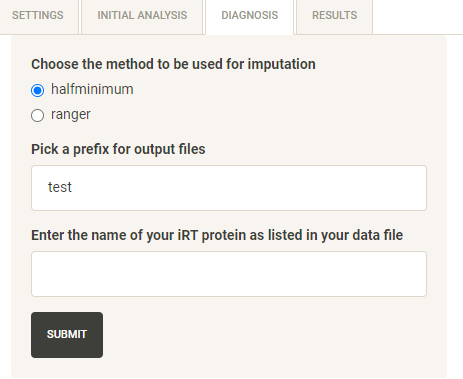 SETTINGS INITIAL ANALYSIS DIAGNOSIS RESULTS
Choose the method to be used for imputation
halfminimum
ranger
Pick a prefix for output files
test
Enter the name of your iRT protein as listed in your data file
SUBMIT